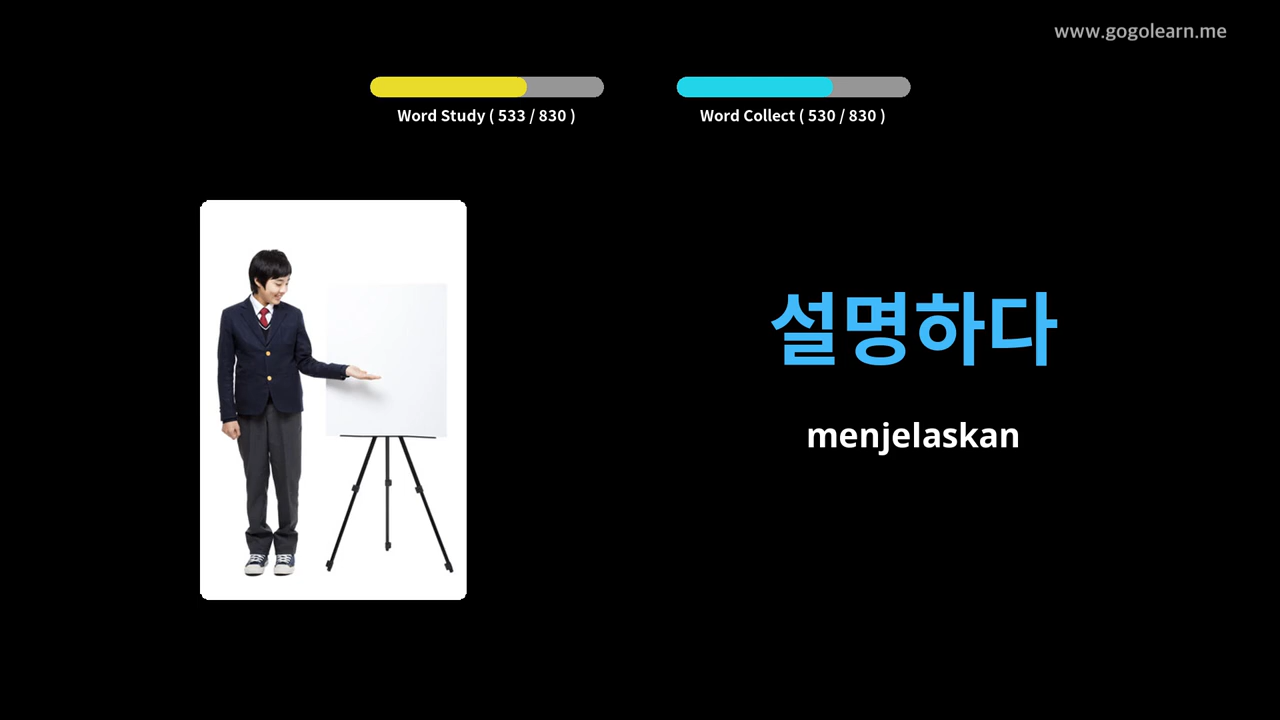 www.gogolearn.me
Word Study ( 533 / 830 )
Word Collect ( 530 / 830 )
설명하다
menjelaskan